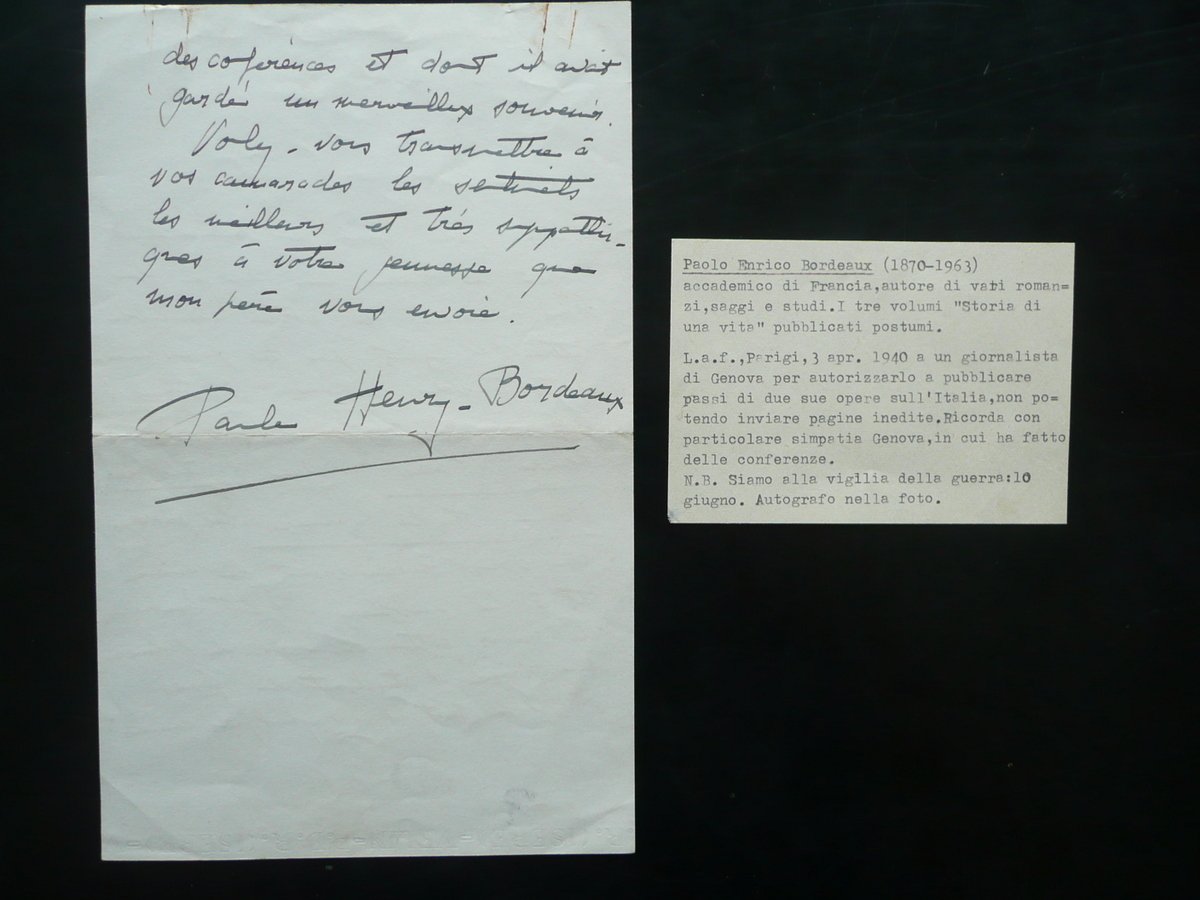 des coférences et dont il avait
gardé un merveilleux souvenir.
Voulez-vous transmettre à
vos camarades les sentiments
les meilleurs et très sympathi-
ques à votre jeunesse que
mon père vous envoie.
Paule Henry-Bordeaux
Paolo Enrico Bordeaux (1870-1963)
accademico di Francia,autore di vari roman=
zi,saggi e studi.I tre volumi "Storia di
una vita" pubblicati postumi.
L.a.f.,Parigi,3 apr. 1940 a un giornalista
di Genova per autorizzarlo a pubblicare
passi di due sue opere sull'Italia,non po-
tendo inviare pagine inedite.Ricorda con
particolare simpatia Genova,in cui ha fatto
delle conferenze.
N.B. Siamo alla vigilia della guerra:10
giugno. Autografo nella foto.